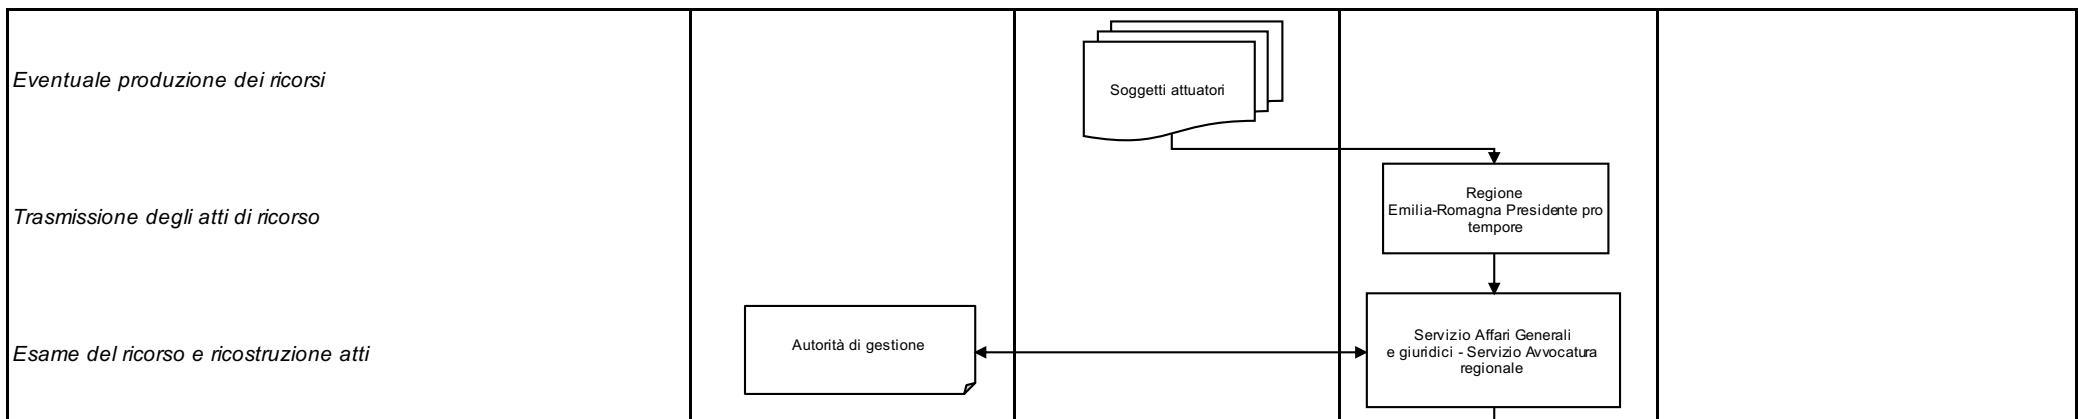 Eventuale produzione dei ricorsi
Soggetti attuatori
Trasmissione degli atti di ricorso
Regione
Emilia-Romagna Presidente pro
tempore
Esame del ricorso e ricostruzione atti
Autorità di gestione
Servizio Affari Generali
e giuridici - Servizio Avvocatura
regionale